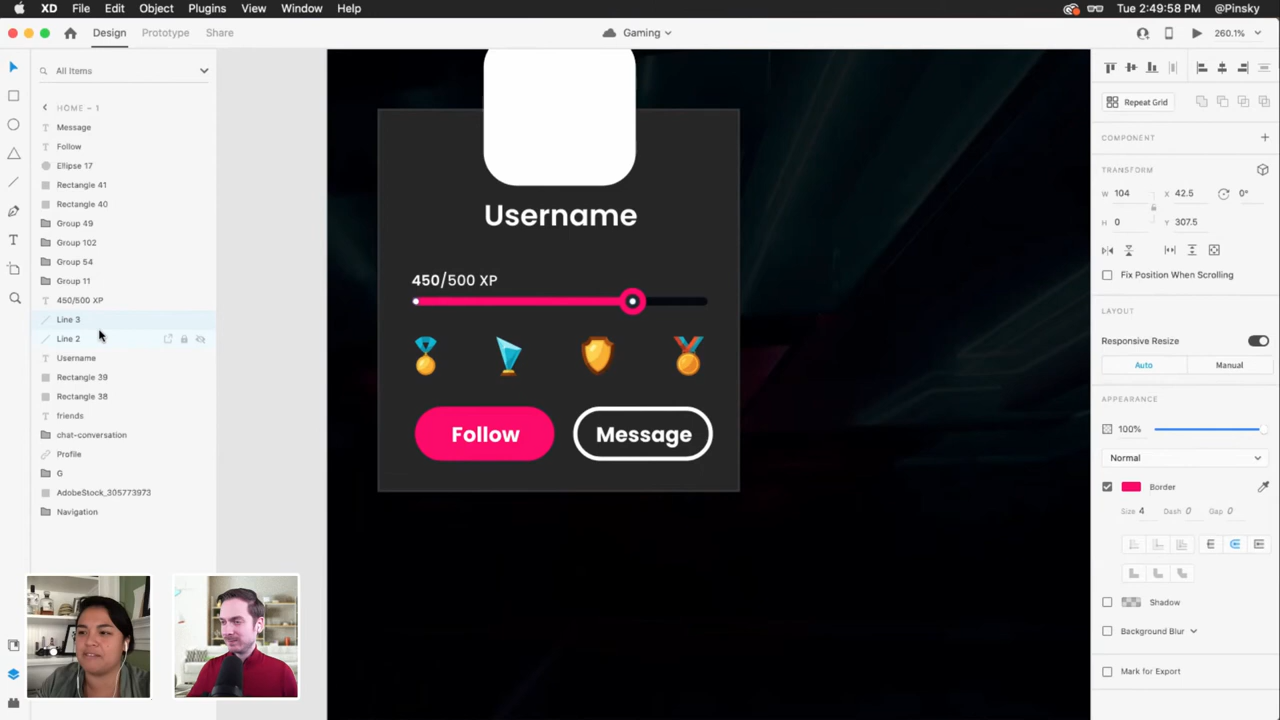 XD File Edit Object Plugins View Window Help
Tue 2:49:58 PM @Pinsky
Design Prototype Share
Gaming
260.1%
All Items
HOME – 1
Message
Follow
Ellipse 17
Rectangle 41
Rectangle 40
Group 49
Group 102
Group 54
Group 11
450/500 XP
Line 3
Line 2
Username
Rectangle 39
Rectangle 38
friends
chat-conversation
Profile
G
AdobeStock_305773973
Navigation
Username
450/500 XP
Follow
Message
Repeat Grid
COMPONENT
TRANSFORM
W 104 X 42.5 0°
H 0 Y 307.5
Fix Position When Scrolling
LAYOUT
Responsive Resize
Auto Manual
APPEARANCE
100%
Normal
Border
Size 4 Dash 0 Gap 0
Shadow
Background Blur
Mark for Export